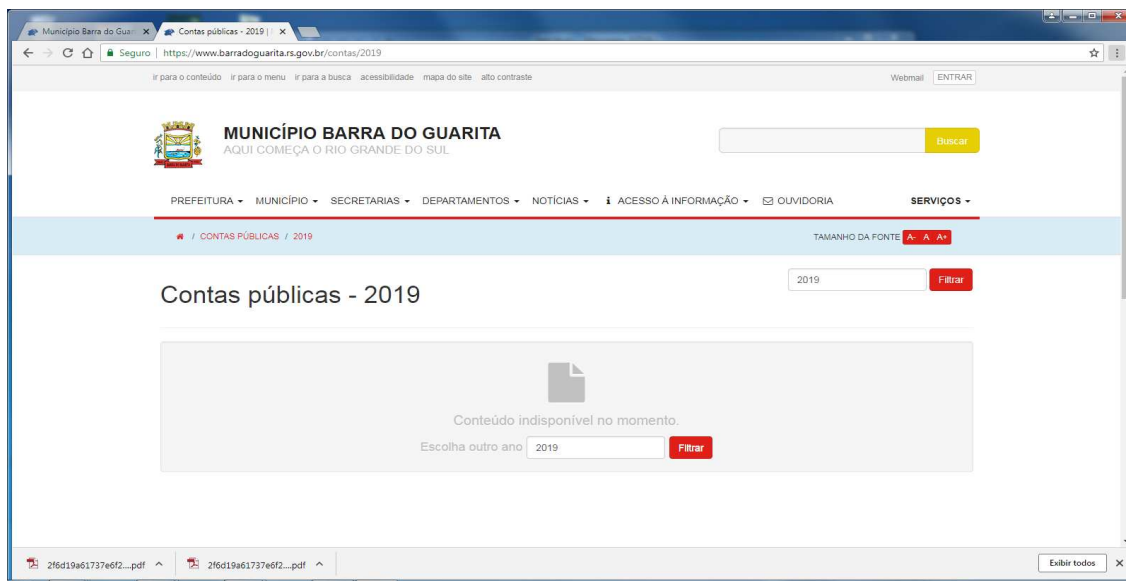 Município Barra do Guari
Contas públicas - 2019 |
Seguro | https://www.barradoguarita.rs.gov.br/contas/2019
ir para o conteúdo ir para o menu ir para a busca acessibilidade mapa do site alto contraste
Webmail ENTRAR
MUNICÍPIO BARRA DO GUARITA
AQUI COMEÇA O RIO GRANDE DO SUL
Buscar
PREFEITURA MUNICÍPIO SECRETARIAS DEPARTAMENTOS NOTÍCIAS ACESSO À INFORMAÇÃO OUVIDORIA SERVIÇOS
/ CONTAS PÚBLICAS / 2019
TAMANHO DA FONTE A- A A+
Contas públicas - 2019
2019 Filtrar
Conteúdo indisponível no momento.
Escolha outro ano 2019 Filtrar
2f6d19a61737e6f2....pdf
2f6d19a61737e6f2....pdf
Exibir todos